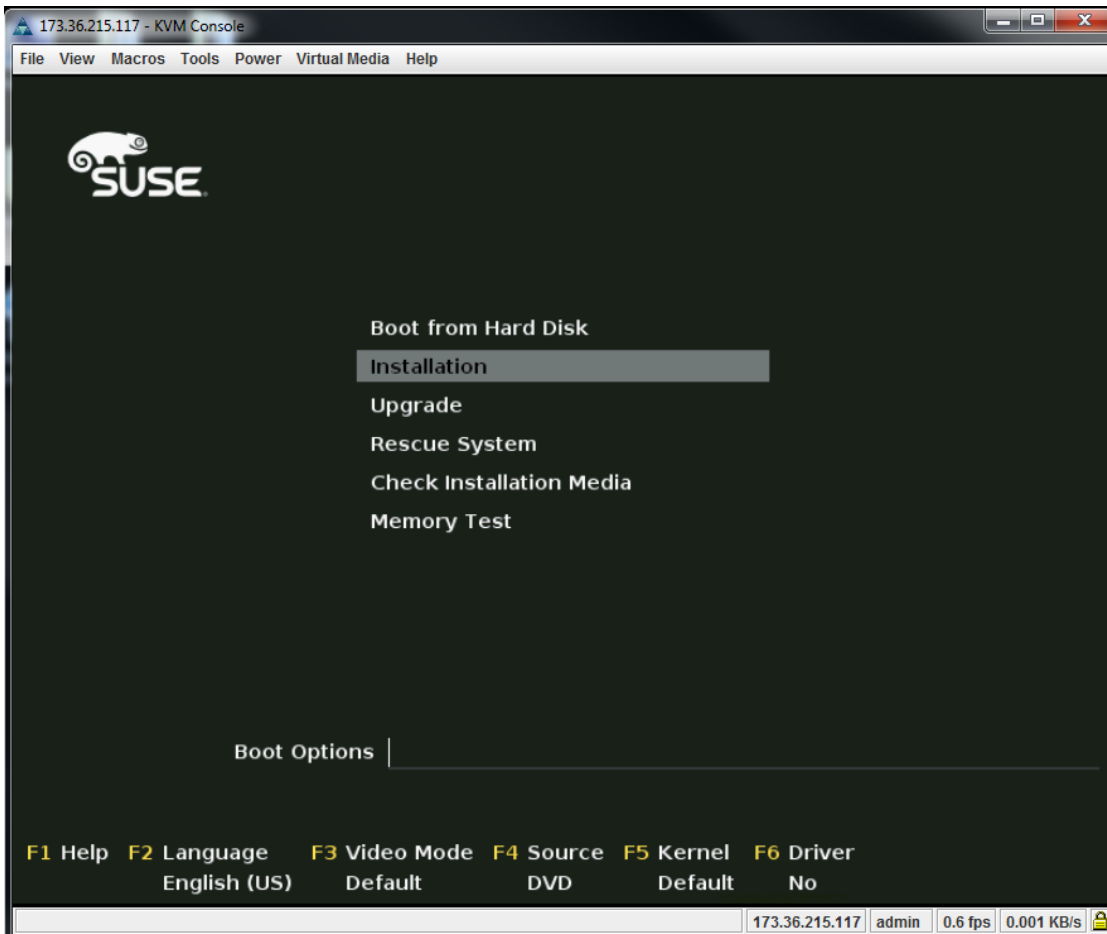 173.36.215.117 - KVM Console
File View Macros Tools Power Virtual Media Help
SUSE
Boot from Hard Disk
Installation
Upgrade
Rescue System
Check Installation Media
Memory Test
Boot Options
F1 Help F2 Language F3 Video Mode F4 Source F5 Kernel F6 Driver
English (US) Default DVD Default No
173.36.215.117 admin 0.6 fps 0.001 KB/s